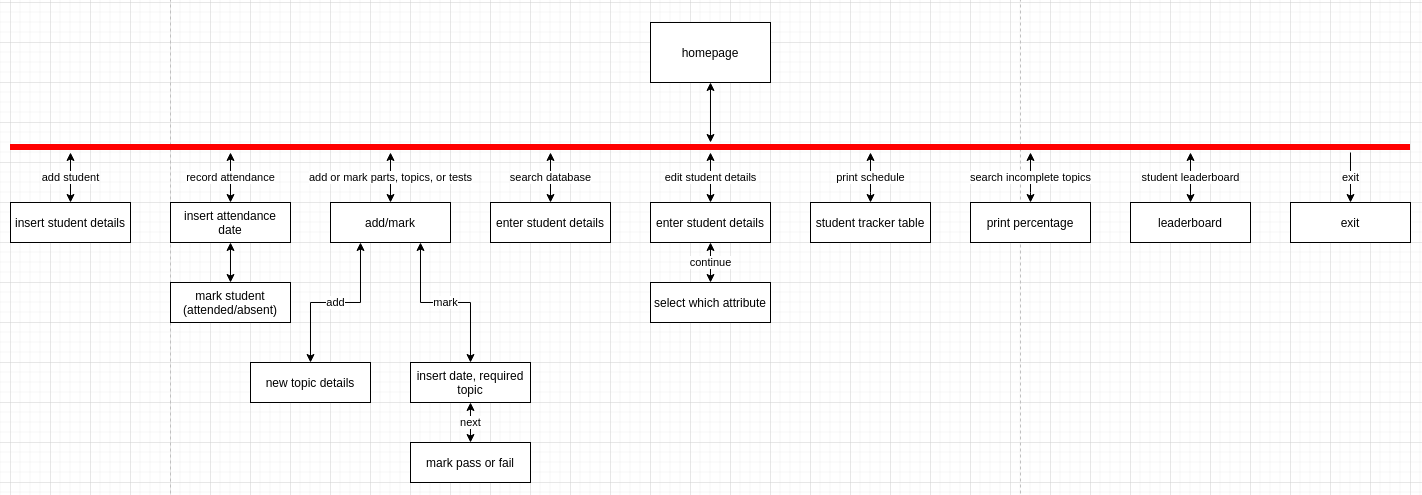 homepage
add student
record attendance
add or mark parts, topics, or tests
search database
edit student details
print schedule
search incomplete topics
student leaderboard
exit
insert student details
insert attendance
date
add/mark
enter student details
enter student details
student tracker table
print percentage
leaderboard
exit
continue
mark student
(attended/absent)
add
mark
select which attribute
new topic details
insert date, required
topic
next
mark pass or fail